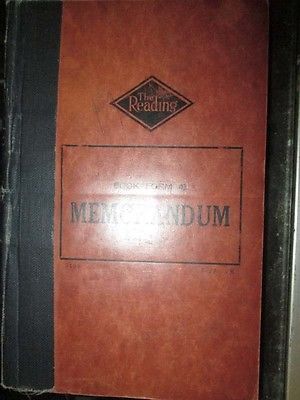 The
Reading
BOOK FORM
MEMORANDUM